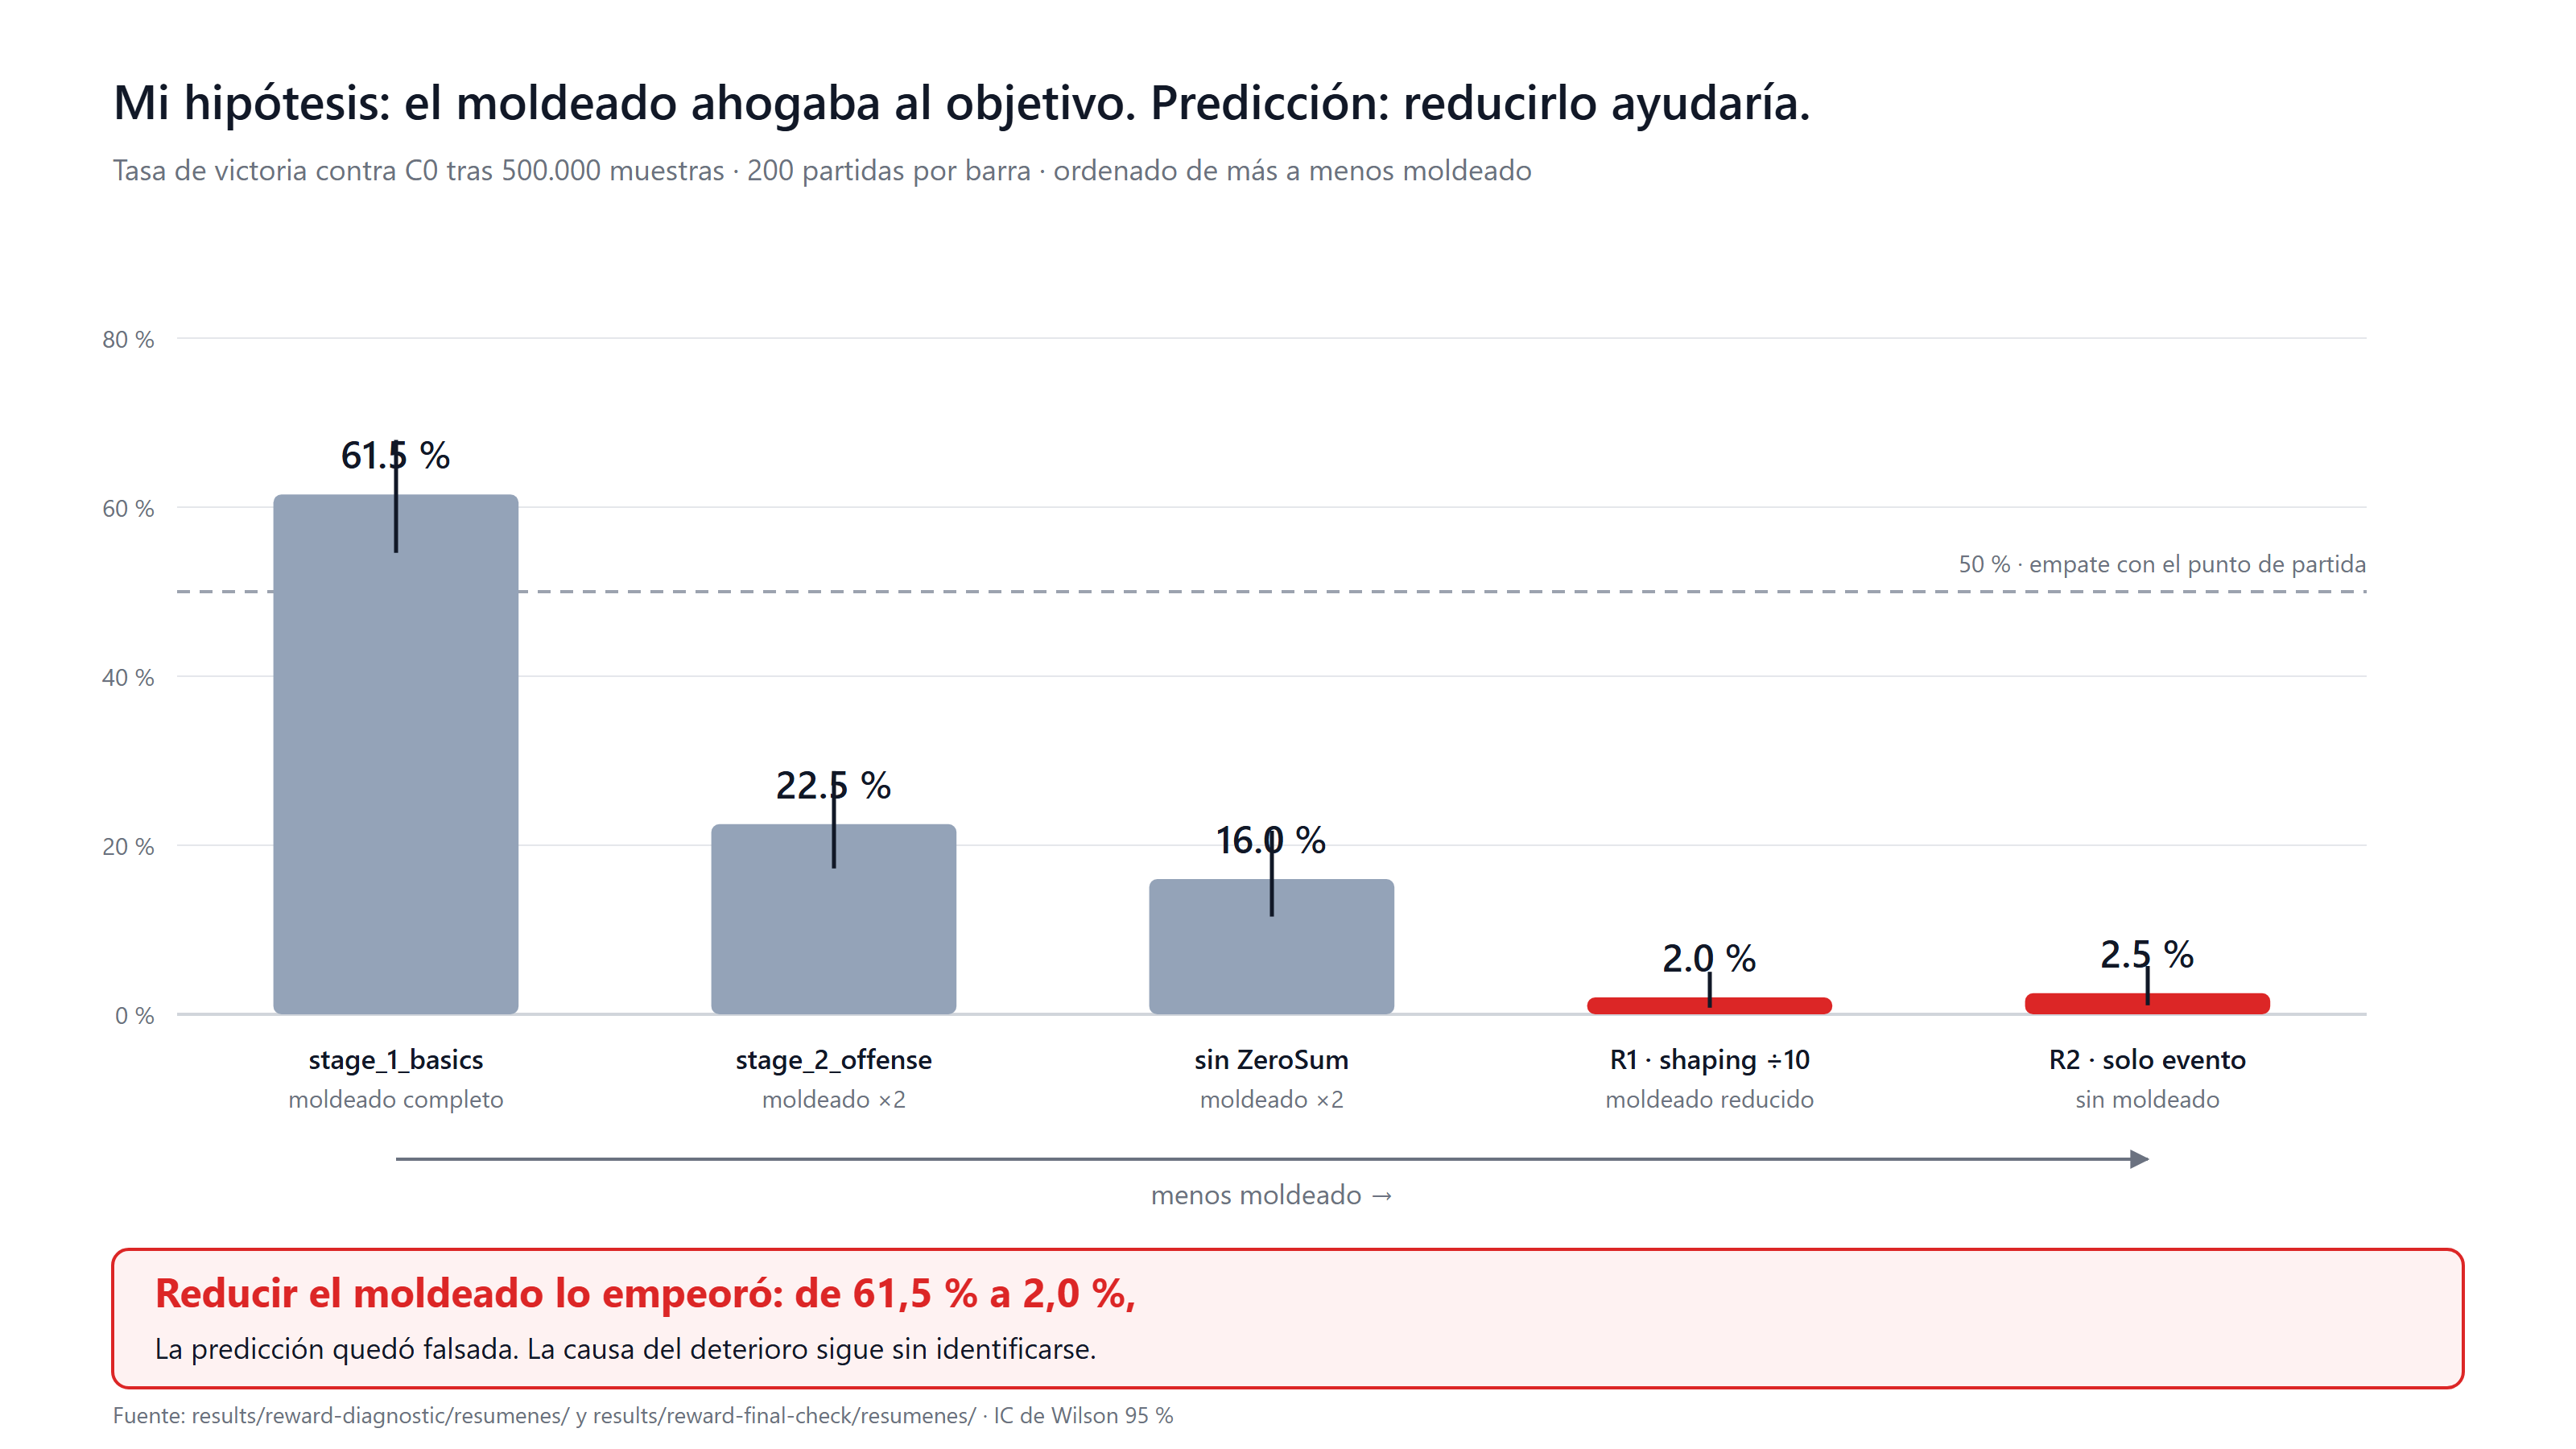 Mi hipótesis: el moldeado ahogaba al objetivo. Predicción: reducirlo ayudaría.
Tasa de victoria contra C0 tras 500.000 muestras · 200 partidas por barra · ordenado de más a menos moldeado
80 %
61.5 %
60 %
50 % · empate con el punto de partida
40 %
22.5 %
20 %
16.0 %
2.0 %
2.5 %
0 %
stage_1_basics
moldeado completo
stage_2_offense
moldeado ×2
sin ZeroSum
moldeado ×2
R1 · shaping ÷10
moldeado reducido
R2 · solo evento
sin moldeado
menos moldeado →
Reducir el moldeado lo empeoró: de 61,5 % a 2,0 %,
La predicción quedó falsada. La causa del deterioro sigue sin identificarse.
Fuente: results/reward-diagnostic/resumenes/ y results/reward-final-check/resumenes/ · IC de Wilson 95 %